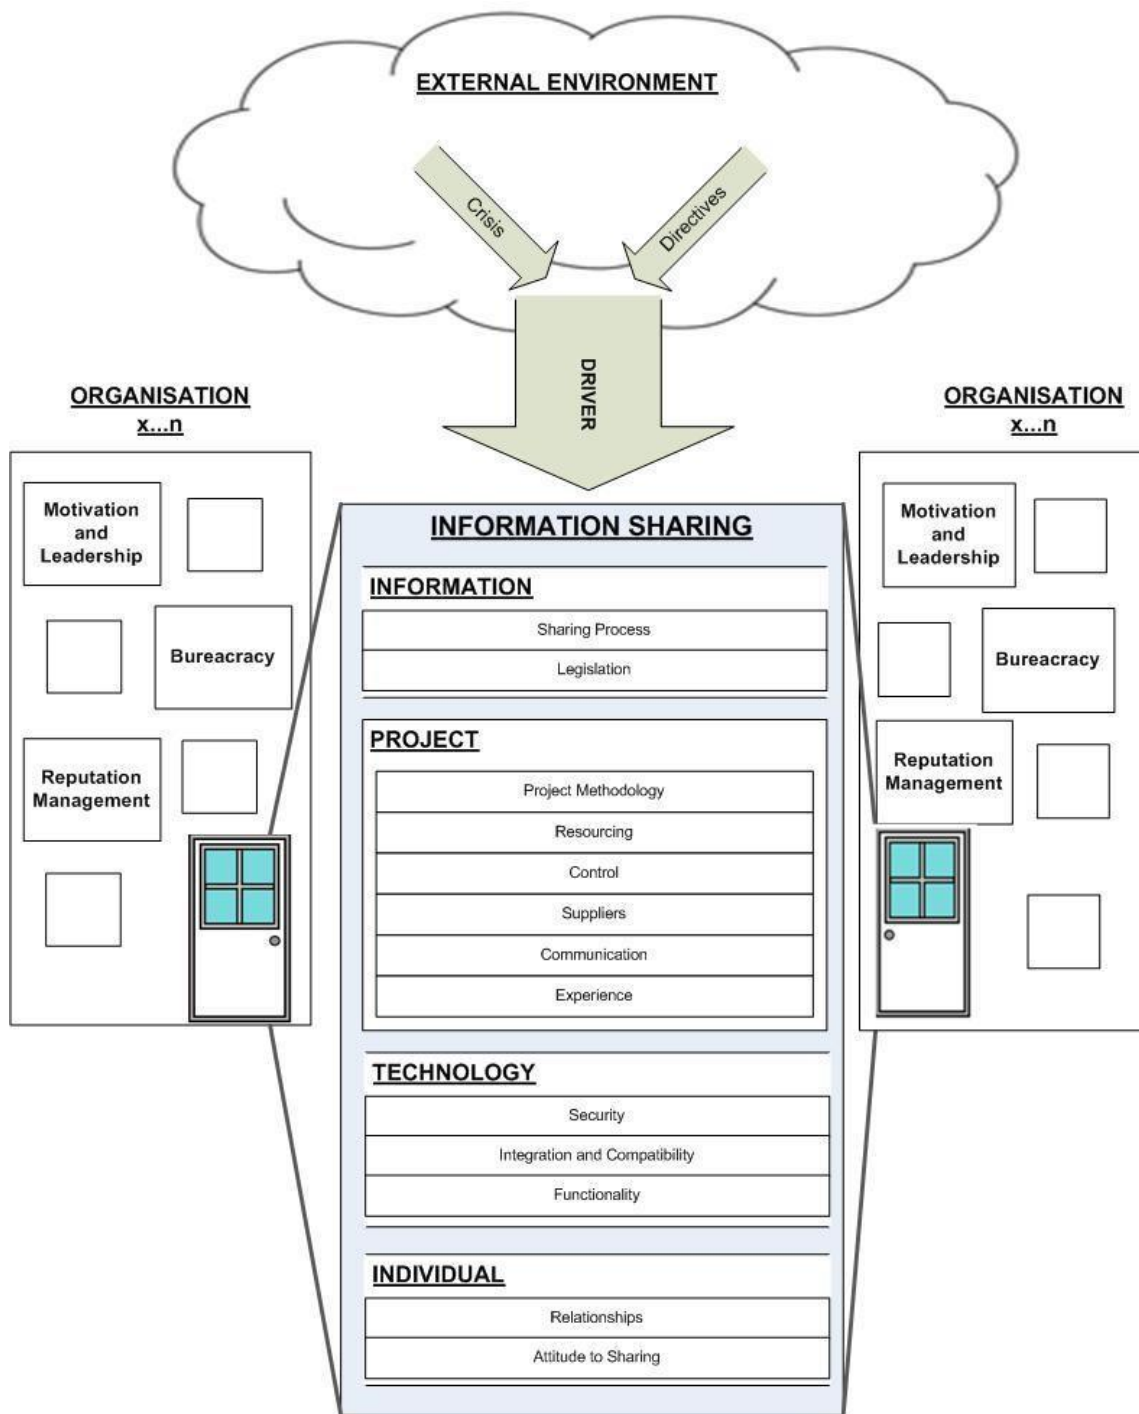 EXTERNAL ENVIRONMENT
Crisis
Directives
DRIVER
ORGANISATION
x...n
Motivation
and
Leadership
Bureacracy
Reputation
Management
INFORMATION SHARING
INFORMATION
Sharing Process
Legislation
PROJECT
Project Methodology
Resourcing
Control
Suppliers
Communication
Experience
TECHNOLOGY
Security
Integration and Compatibility
Functionality
INDIVIDUAL
Relationships
Attitude to Sharing
ORGANISATION
x...n
Motivation
and
Leadership
Bureacracy
Reputation
Management